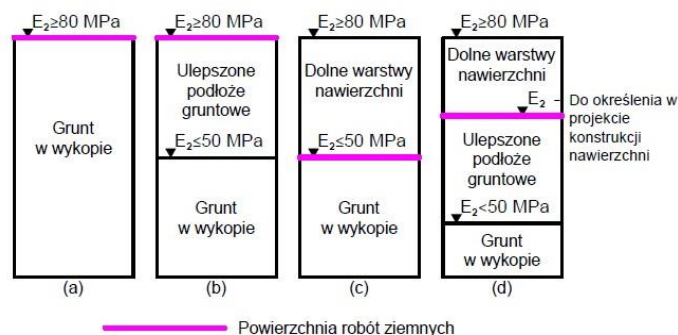 E₂≥80 MPa
Grunt
w wykopie
(a)
E₂≥80 MPa
Ulepszone
podłoże
gruntowe
E₂≤50 MPa
Grunt
w wykopie
(b)
E₂≥80 MPa
Dolne warstwy
nawierzchni
E₂≤50 MPa
Grunt
w wykopie
(c)
E₂≥80 MPa
Dolne warstwy
nawierzchni
E₂ – Do określenia w
projekcie
konstrukcji
nawierzchni
Ulepszone
podłoże
gruntowe
E₂<50 MPa
Grunt
w wykopie
(d)
Powierzchnia robót ziemnych